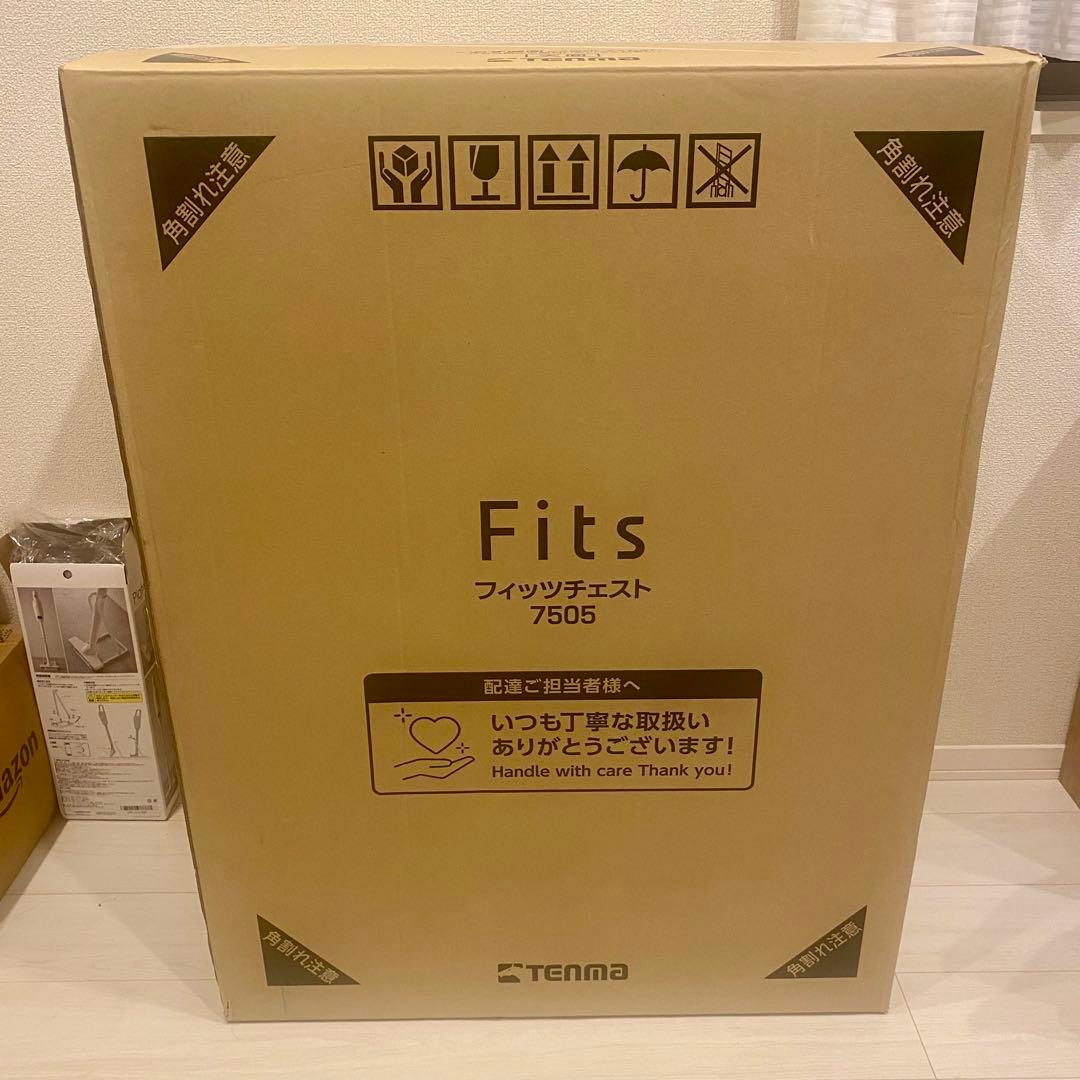 TENMA
角割れ注意
角割れ注意
Fits
フィッツチェスト
7505
配達ご担当者様へ
いつも丁寧な取扱い
ありがとうございます!
Handle with care Thank you!
角割れ注意
角割れ注意
TENMA
azon